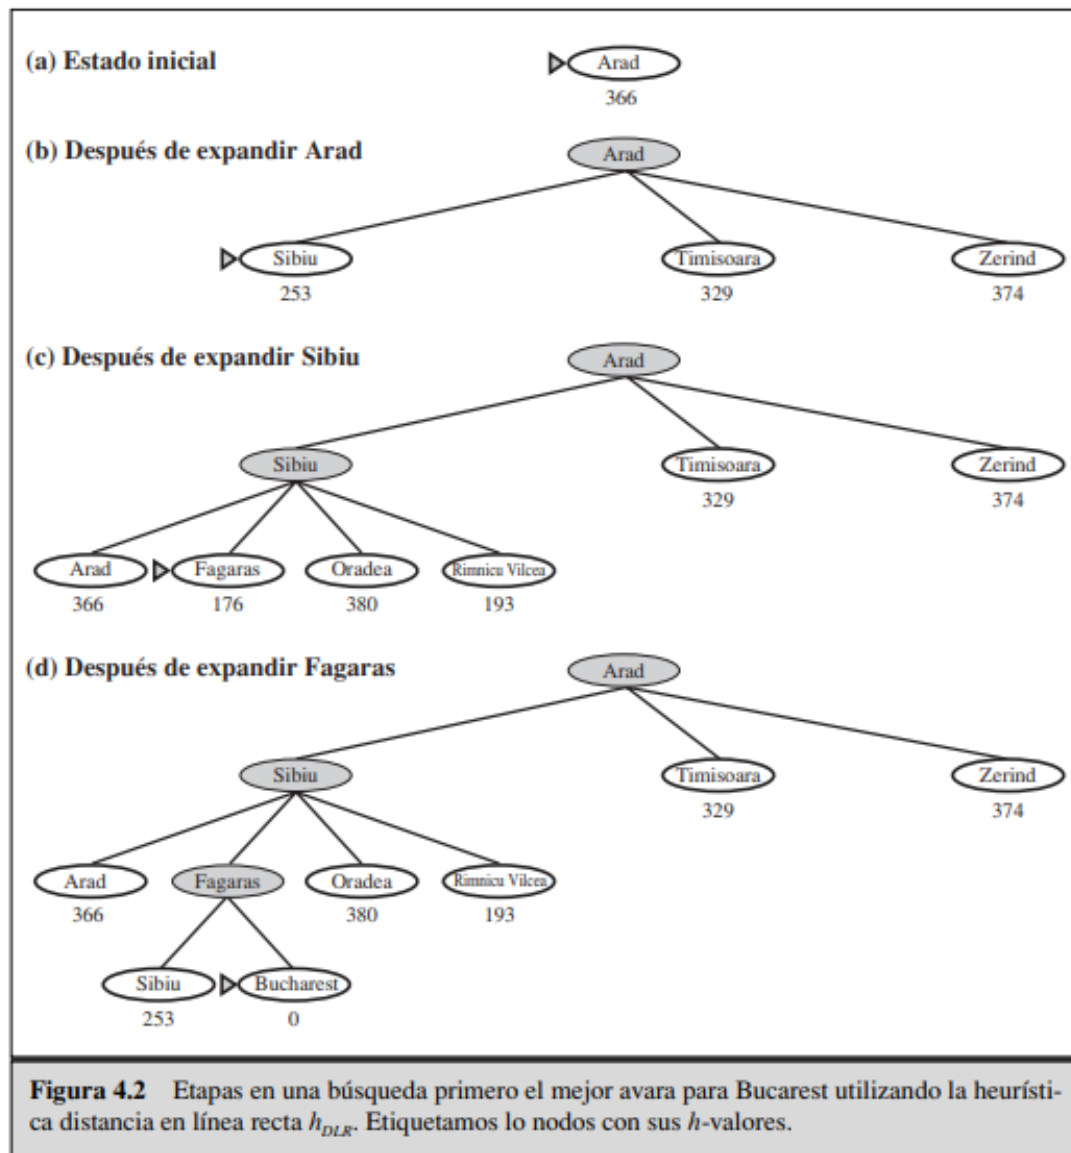 (a) Estado inicial
Arad
366
(b) Después de expandir Arad
Arad
Sibiu
Timisoara
Zerind
253
329
374
(c) Después de expandir Sibiu
Arad
Sibiu
Timisoara
Zerind
329
374
Arad
Fagaras
Oradea
Rimnicu Vilcea
366
176
380
193
(d) Después de expandir Fagaras
Arad
Sibiu
Timisoara
Zerind
329
374
Arad
Fagaras
Oradea
Rimnicu Vilcea
366
380
193
Sibiu
Bucharest
253
0
Figura 4.2 Etapas en una búsqueda primero el mejor avara para Bucarest utilizando la heurísti-
ca distancia en línea recta hDLR. Etiquetamos lo nodos con sus h-valores.